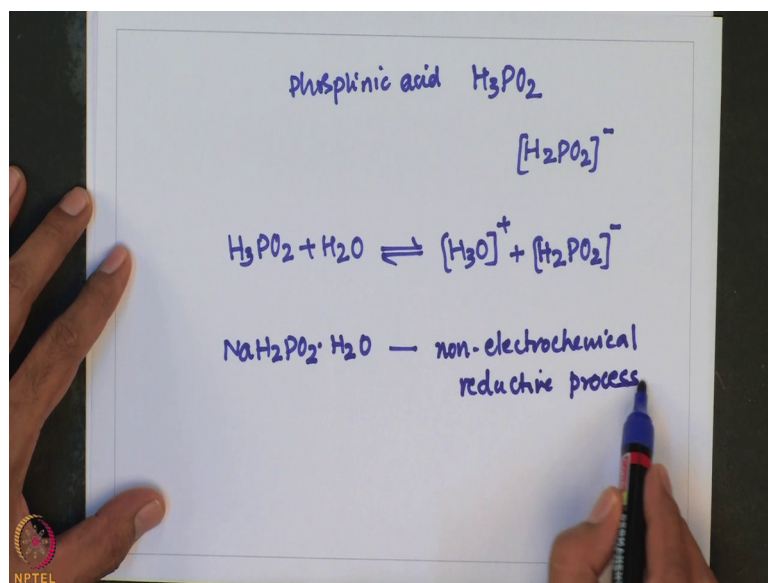 Phosphinic acid H₃PO₂
[H₂PO₂]⁻
H₃PO₂ + H₂O ⇌ [H₃O]⁺ + [H₂PO₂]⁻
NaH₂PO₂·H₂O — non-electrochemical
reductive process
NPTEL